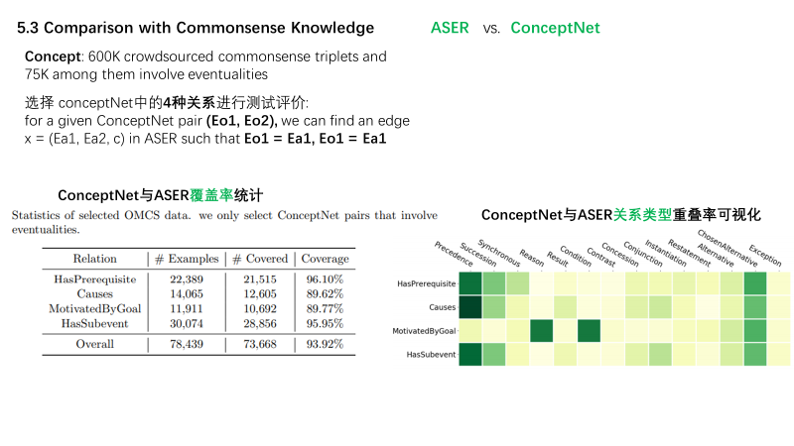 5.3 Comparison with Commonsense Knowledge
ASER vs. ConceptNet
Concept: 600K crowdsourced commonsense triplets and
75K among them involve eventualities
选择 conceptNet中的4种关系进行测试评价:
for a given ConceptNet pair (Eo1, Eo2), we can find an edge
x = (Ea1, Ea2, c) in ASER such that Eo1 = Ea1, Eo1 = Ea1
ConceptNet与ASER覆盖率统计
Statistics of selected OMCS data. we only select ConceptNet pairs that involve
eventualities.
Relation # Examples # Covered Coverage
HasPrerequisite 22,389 21,515 96.10%
Causes 14,065 12,605 89.62%
MotivatedByGoal 11,911 10,692 89.77%
HasSubevent 30,074 28,856 95.95%
Overall 78,439 73,668 93.92%
ConceptNet与ASER关系类型重叠率可视化
Precedence
Succession
Synchronous
Reason
Result
Condition
Contrast
Concession
Conjunction
Instantiation
Restatement
Alternative
ChosenAlternative
Exception
HasPrerequisite
Causes
MotivatedByGoal
HasSubevent